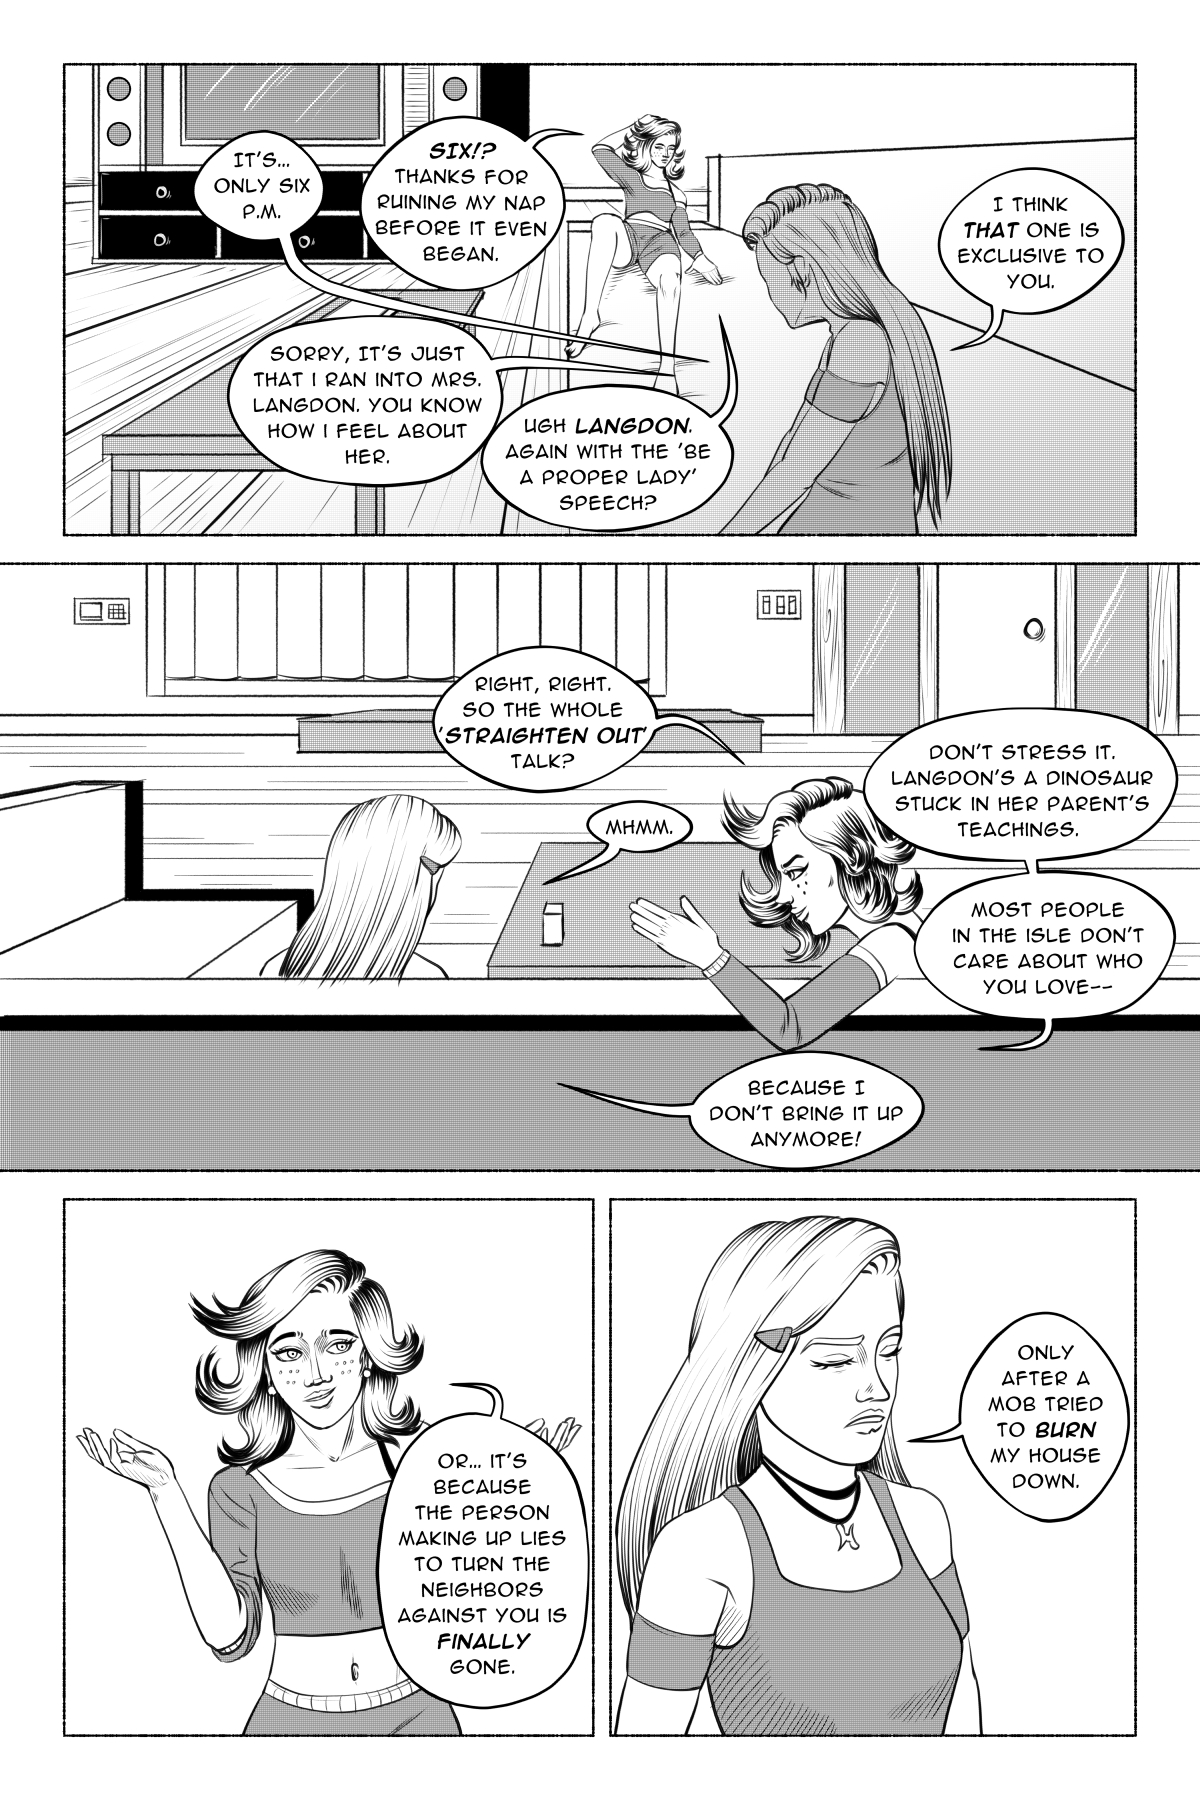 IT'S...
ONLY SIX
P.M.
SIX!?
THANKS FOR
RUINING MY NAP
BEFORE IT EVEN
BEGAN.
SORRY, IT'S JUST
THAT I RAN INTO MRS.
LANGDON. YOU KNOW
HOW I FEEL ABOUT
HER.
UGH LANGDON.
AGAIN WITH THE 'BE
A PROPER LADY'
SPEECH?
I THINK
THAT ONE IS
EXCLUSIVE TO
YOU.
RIGHT, RIGHT.
SO THE WHOLE
'STRAIGHTEN OUT'
TALK?
MHMM.
DON'T STRESS IT.
LANGDON'S A DINOSAUR
STUCK IN HER PARENT'S
TEACHINGS.
MOST PEOPLE
IN THE ISLE DON'T
CARE ABOUT WHO
YOU LOVE--
BECAUSE I
DON'T BRING IT UP
ANYMORE!
OR... IT'S
BECAUSE
THE PERSON
MAKING UP LIES
TO TURN THE
NEIGHBORS
AGAINST YOU IS
FINALLY
GONE.
ONLY
AFTER A
MOB TRIED
TO BURN
MY HOUSE
DOWN.